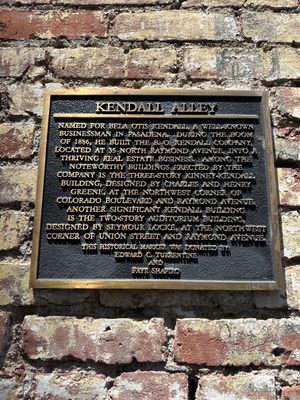 KENDALL ALLEY
NAMED FOR BELA OTIS KENDALL, A WELL-KNOWN
BUSINESSMAN IN PASADENA. DURING THE BOOM
OF 1886, HE BUILT THE B. O. KENDALL COMPANY,
LOCATED AT 35 NORTH RAYMOND AVENUE, INTO A
THRIVING REAL ESTATE BUSINESS. AMONG THE
NOTEWORTHY BUILDINGS ERECTED BY THE
COMPANY IS THE THREE-STORY KINNEY-KENDALL
BUILDING, DESIGNED BY CHARLES AND HENRY
GREENE, AT THE NORTHWEST CORNER OF
COLORADO BOULEVARD AND RAYMOND AVENUE.
ANOTHER SIGNIFICANT KENDALL BUILDING
IS THE TWO-STORY AUDITORIUM BUILDING,
DESIGNED BY SEYMOUR LOCKE, AT THE NORTHWEST
CORNER OF UNION STREET AND RAYMOND AVENUE.
THIS HISTORICAL MARKER WAS DONATED BY
EDWARD C. TURRENTINE
AND
FAYE SHAPIRO